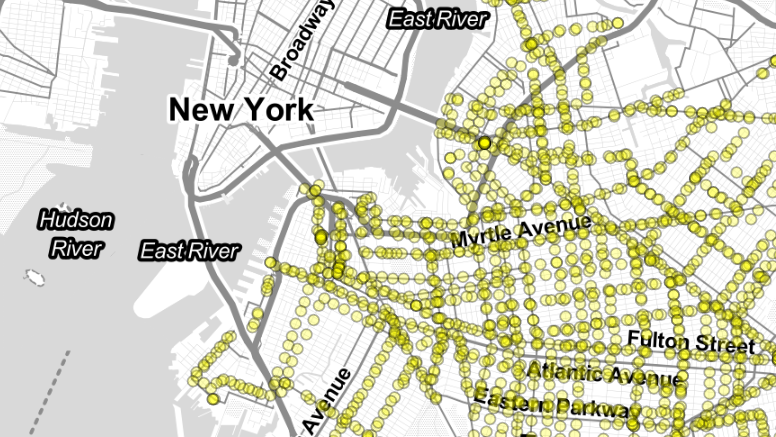 East River
Broadway
New York
Hudson
River
East River
Myrtle Avenue
Fulton Street
Atlantic Avenue
Eastern Parkway
Avenue